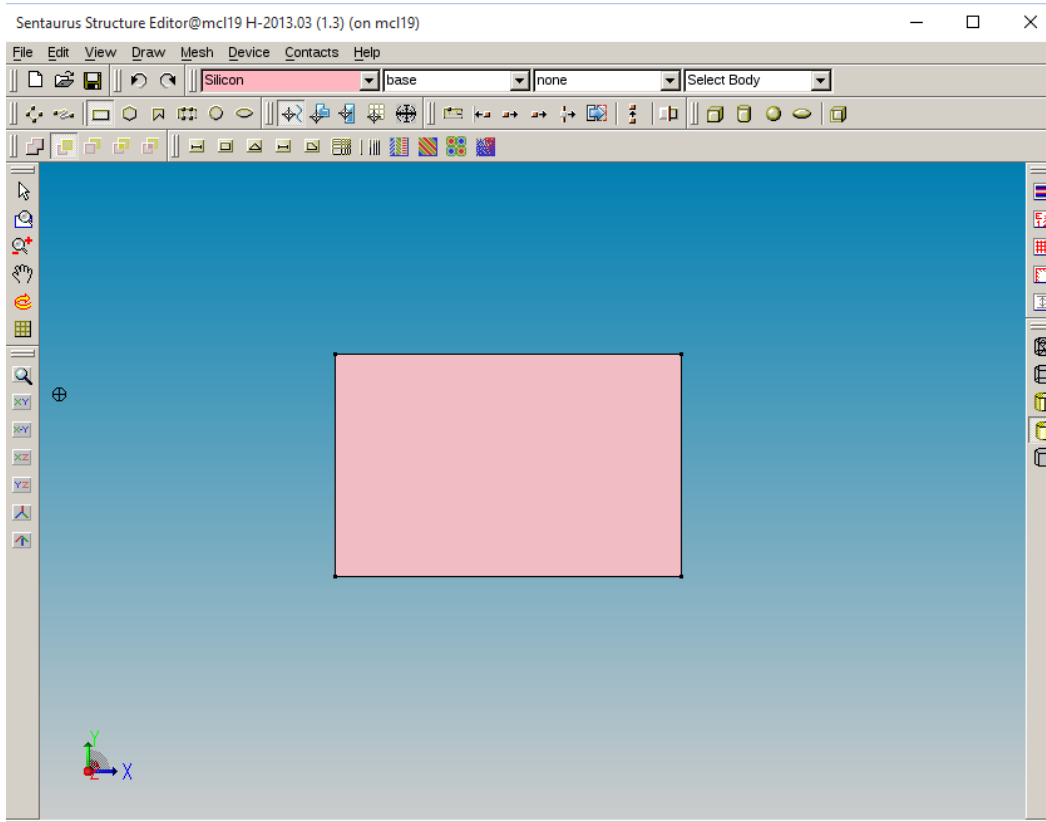 Sentaurus Structure Editor@mcl19 H-2013.03 (1.3) (on mcl19)
File Edit View Draw Mesh Device Contacts Help
Silicon base none Select Body
XY
X-Y
XZ
YZ
Y
Z X